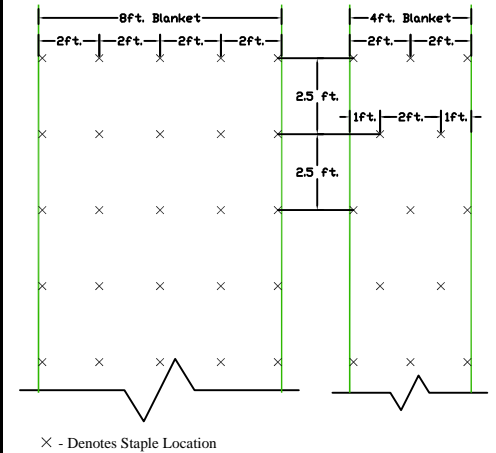 8ft. Blanket
4ft. Blanket
2ft. 2ft. 2ft. 2ft.
2ft. 2ft.
2.5 ft.
1ft. 2ft. 1ft.
2.5 ft.
× - Denotes Staple Location